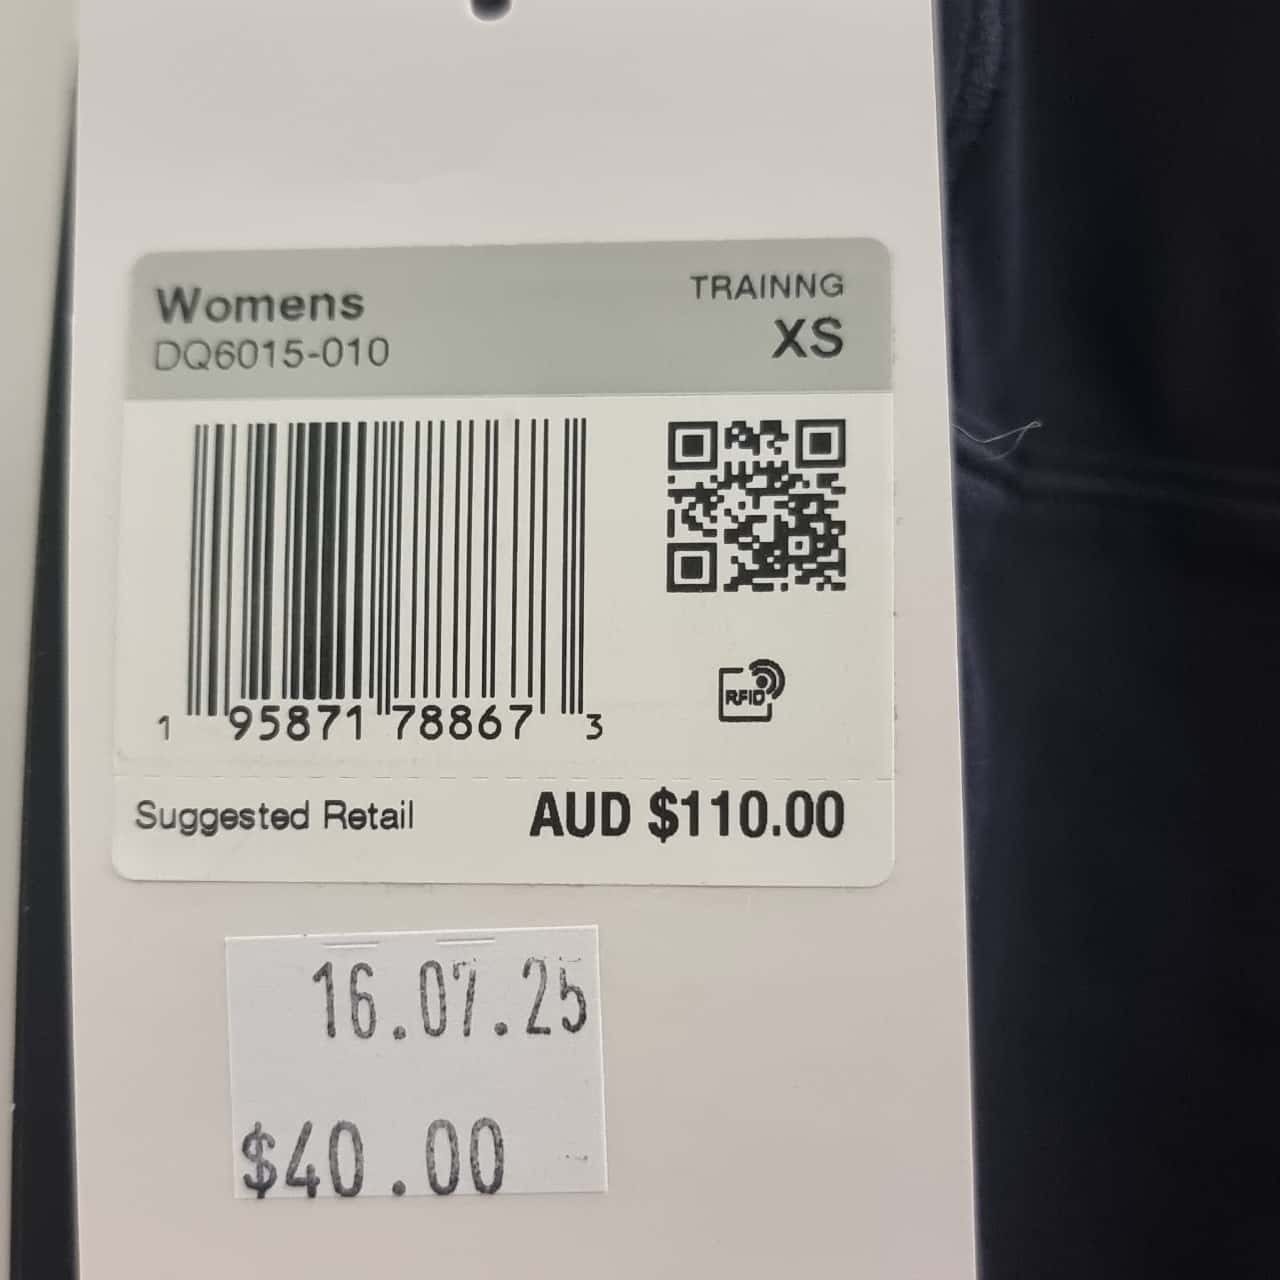 Womens
TRAINNG
DQ6015-010
XS
RFID
1 95871 78867 3
Suggested Retail AUD $110.00
16.07.25
$40.00